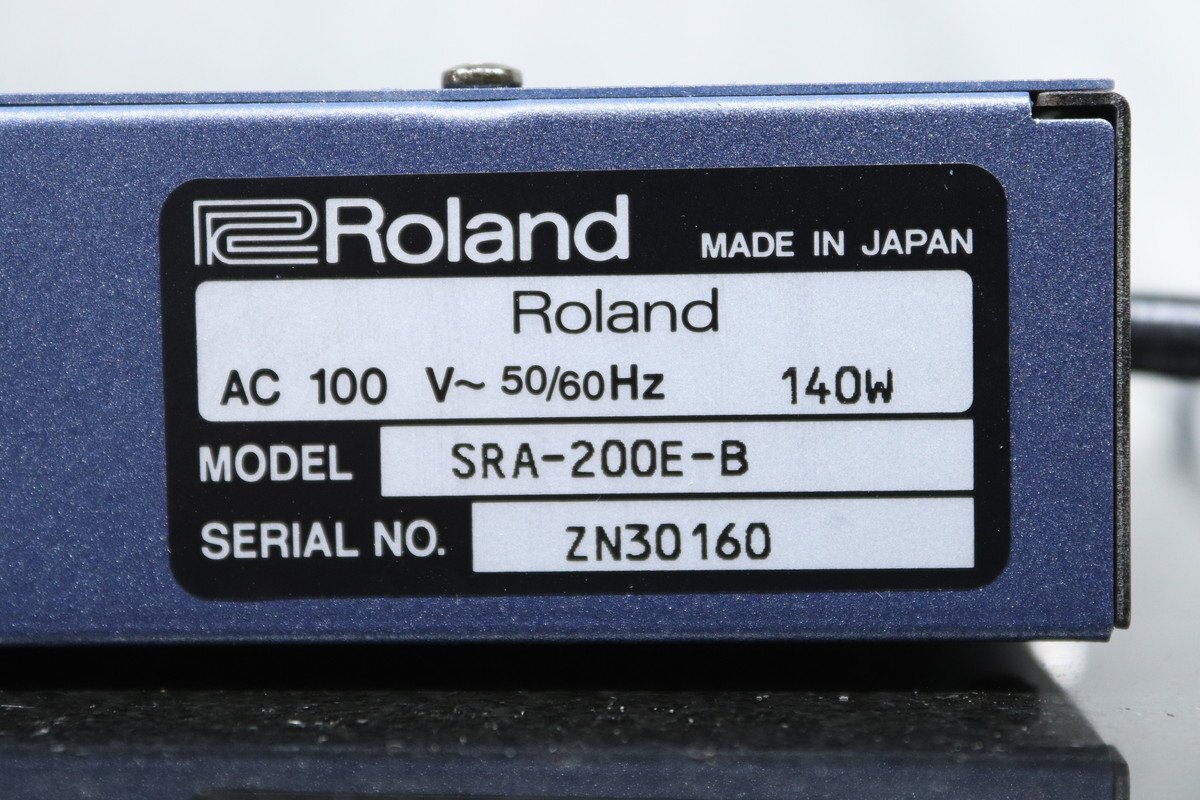 Roland MADE IN JAPAN
Roland
AC 100 V~ 50/60Hz 140W
MODEL SRA-200E-B
SERIAL NO. ZN30160